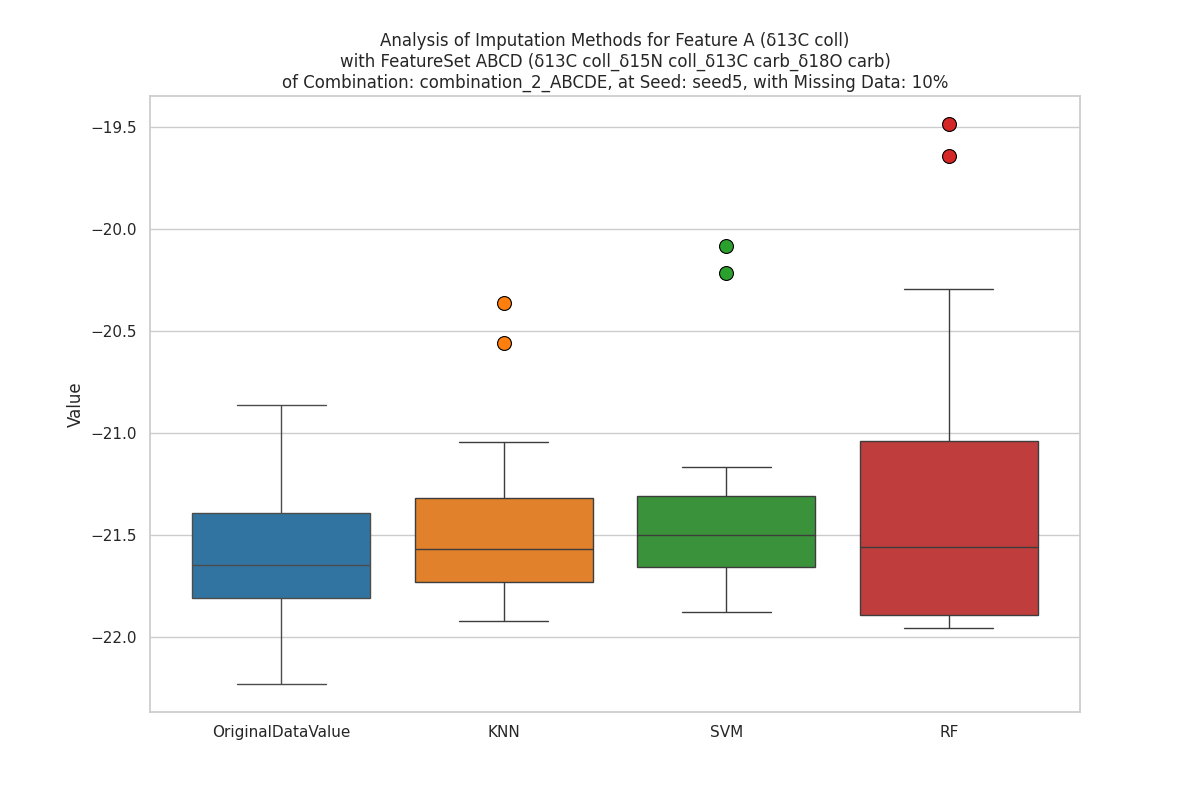 Analysis of Imputation Methods for Feature A (δ13C coll)
with FeatureSet ABCD (δ13C coll_δ15N coll_δ13C carb_δ18O carb)
of Combination: combination_2_ABCDE, at Seed: seed5, with Missing Data: 10%
−19.5
−20.0
−20.5
−21.0
−21.5
−22.0
Value
OriginalDataValue
KNN
SVM
RF